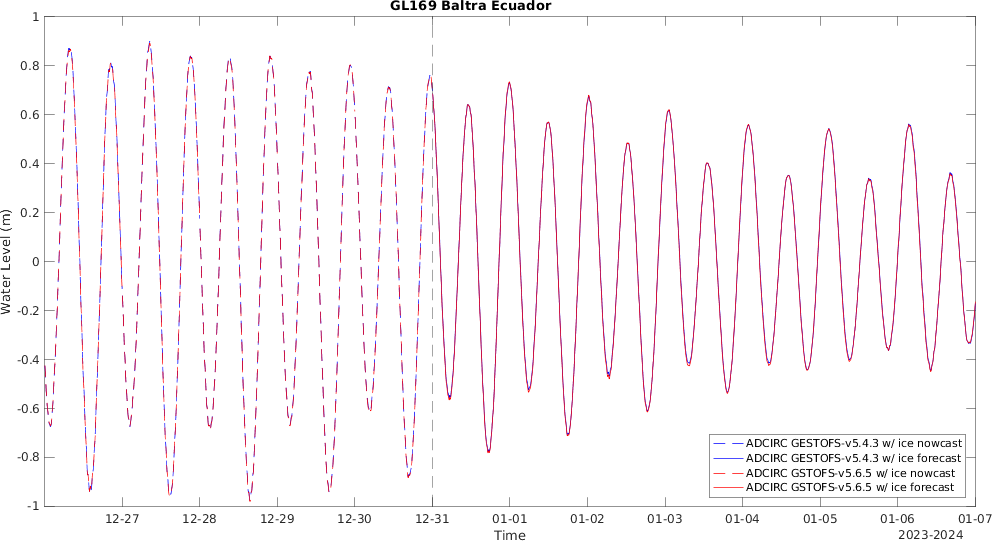 GL169 Baltra Ecuador
1
0.8
0.6
0.4
0.2
0
-0.2
-0.4
-0.6
-0.8
-1
Water Level (m)
ADCIRC GESTOFS-v5.4.3 w/ ice nowcast
ADCIRC GESTOFS-v5.4.3 w/ ice forecast
ADCIRC GSTOFS-v5.6.5 w/ ice nowcast
ADCIRC GSTOFS-v5.6.5 w/ ice forecast
12-27 12-28 12-29 12-30 12-31 01-01 01-02 01-03 01-04 01-05 01-06 01-07
Time
2023-2024